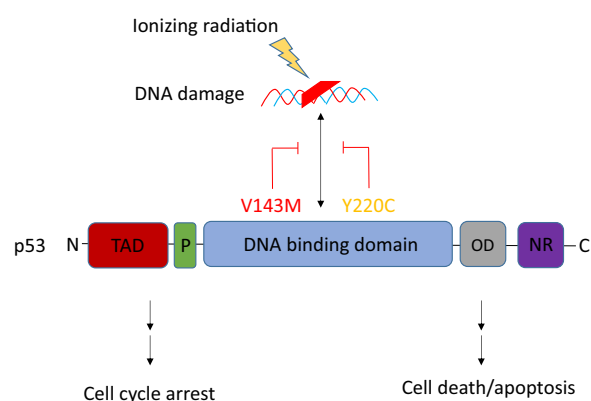 Ionizing radiation
DNA damage
V143M Y220C
p53 N TAD P DNA binding domain OD NR C
Cell cycle arrest
Cell death/apoptosis